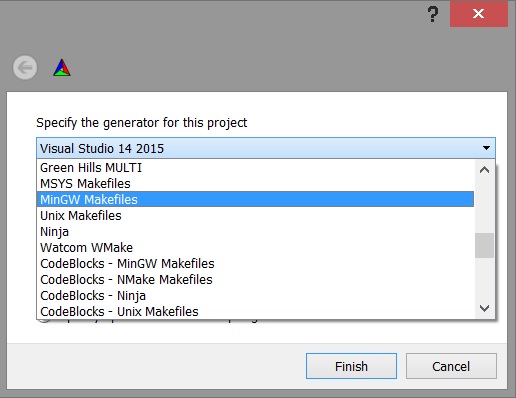 ?
Specify the generator for this project
Visual Studio 14 2015
Green Hills MULTI
MSYS Makefiles
MinGW Makefiles
Unix Makefiles
Ninja
Watcom WMake
CodeBlocks - MinGW Makefiles
CodeBlocks - NMake Makefiles
CodeBlocks - Ninja
CodeBlocks - Unix Makefiles
Finish Cancel